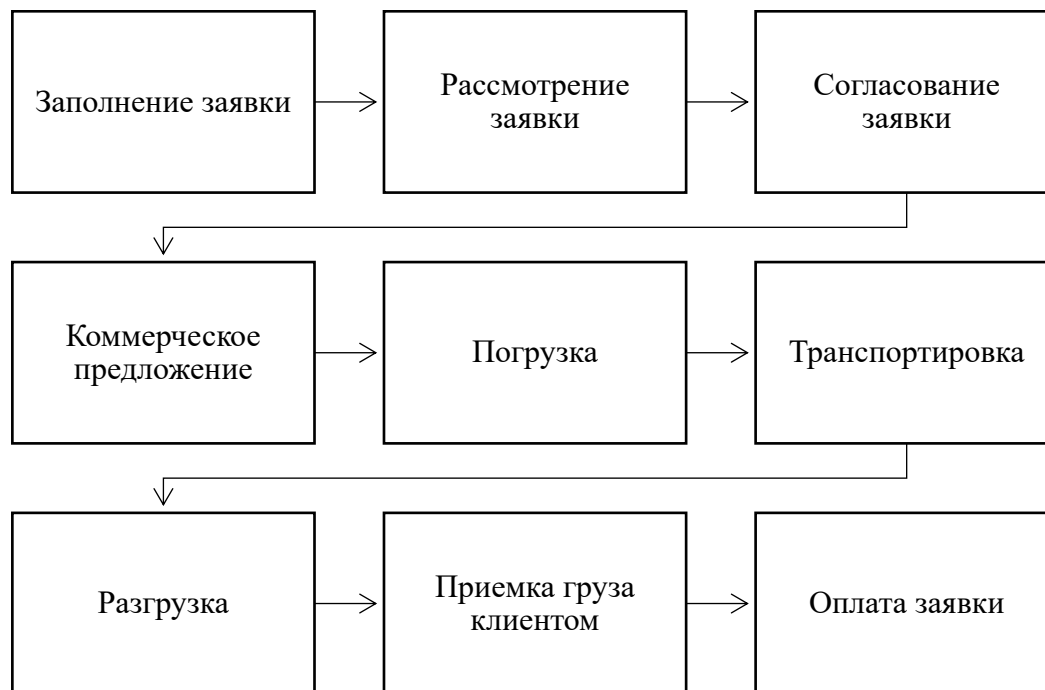 Заполнение заявки
Рассмотрение
заявки
Согласование
заявки
Коммерческое
предложение
Погрузка
Транспортировка
Разгрузка
Приемка груза
клиентом
Оплата заявки